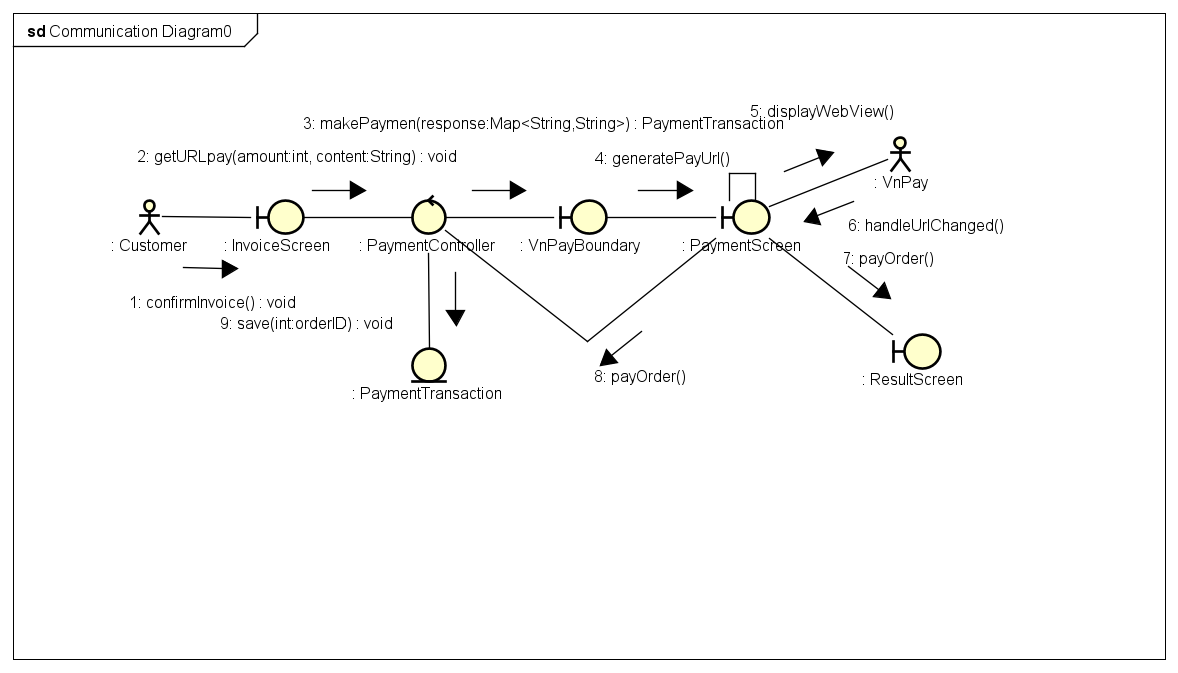 sd Communication Diagram0
5: displayWebView()
3: makePaymen(response:Map<String,String>) : PaymentTransaction
2: getURLpay(amount:int, content:String) : void
4: generatePayUrl()
: VnPay
6: handleUrlChanged()
: Customer
: InvoiceScreen
: PaymentController
: VnPayBoundary
: PaymentScreen
7: payOrder()
1: confirmInvoice() : void
9: save(int:orderID) : void
8: payOrder()
: ResultScreen
: PaymentTransaction